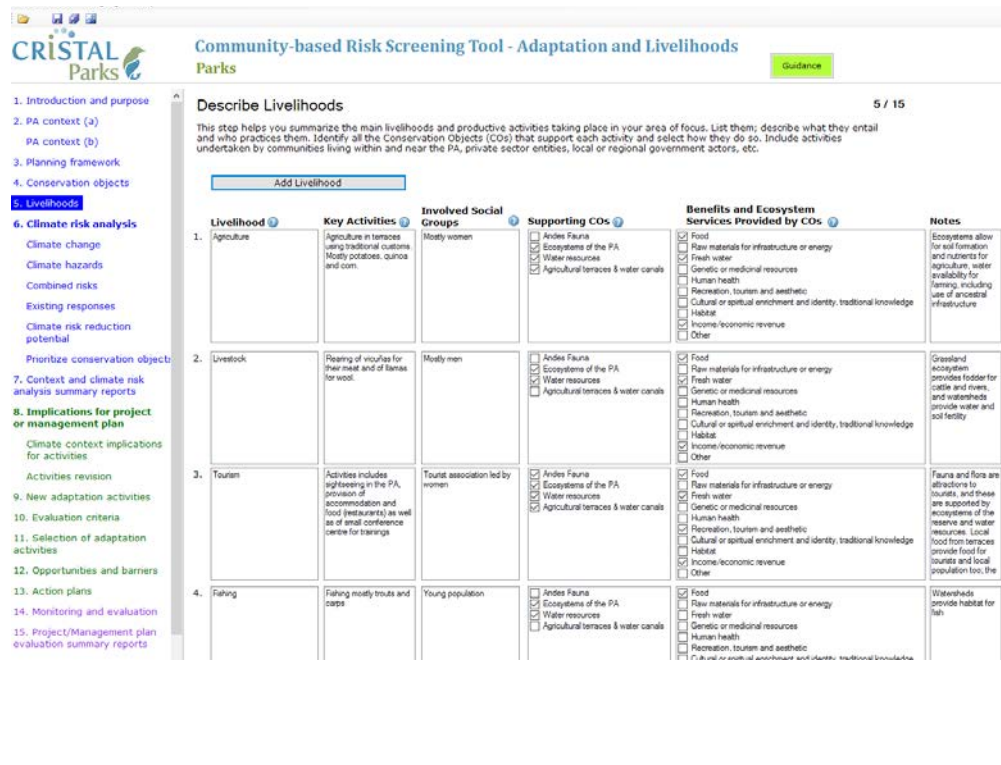 CRiSTAL
Parks
Community-based Risk Screening Tool - Adaptation and Livelihoods
Parks
Guidance
1. Introduction and purpose
2. PA context (a)
PA context (b)
3. Planning framework
4. Conservation objects
5. Livelihoods
6. Climate risk analysis
Climate change
Climate hazards
Combined risks
Existing responses
Climate risk reduction
potential
Prioritize conservation objects
7. Context and climate risk
analysis summary reports
8. Implications for project
or management plan
Climate context implications
for activities
Activities revision
9. New adaptation activities
10. Evaluation criteria
11. Selection of adaptation
activities
12. Opportunities and barriers
13. Action plans
14. Monitoring and evaluation
15. Project/Management plan
evaluation summary reports
Describe Livelihoods
5 / 15
This step helps you summarize the main livelihoods and productive activities taking place in your area of focus. List them; describe what they entail
and who practices them. Identify all the Conservation Objects (COs) that support each activity and select how they do so. Include activities
undertaken by communities living within and near the PA, private sector entities, local or regional government actors, etc.
Add Livelihood
Livelihood
Key Activities
Involved Social
Groups
Supporting COs
Benefits and Ecosystem
Services Provided by COs
Notes
1.
Agriculture
Agriculture in terraces
using traditional customs.
Mostly potatoes, quinoa
and corn.
Mostly women
Andes Fauna
Ecosystems of the PA
Water resources
Agricultural terraces & water canals
Food
Raw materials for infrastructure or energy
Fresh water
Genetic or medicinal resources
Human health
Recreation, tourism and aesthetic
Cultural or spiritual enrichment and identity, traditional knowledge
Habitat
Income/economic revenue
Other
Ecosystems allow
for soil formation
and nutrients for
agriculture, water
availability for
farming, including
use of ancestral
infrastructure
2.
Livestock
Rearing of vicuñas for
their meat and of llamas
for wool.
Mostly men
Andes Fauna
Ecosystems of the PA
Water resources
Agricultural terraces & water canals
Food
Raw materials for infrastructure or energy
Fresh water
Genetic or medicinal resources
Human health
Recreation, tourism and aesthetic
Cultural or spiritual enrichment and identity, traditional knowledge
Habitat
Income/economic revenue
Other
Grassland
ecosystem
provides fodder for
cattle and rivers,
and watersheds
provide water and
soil fertility
3.
Tourism
Activities includes
sightseeing in the PA,
provision of
accommodation and
food (restaurants) as well
as of small conference
centre for trainings
Tourist association led by
women
Andes Fauna
Ecosystems of the PA
Water resources
Agricultural terraces & water canals
Food
Raw materials for infrastructure or energy
Fresh water
Genetic or medicinal resources
Human health
Recreation, tourism and aesthetic
Cultural or spiritual enrichment and identity, traditional knowledge
Habitat
Income/economic revenue
Other
Fauna and flora are
attractions to
tourists, and these
are supported by
ecosystems of the
reserve and water
resources. Local
food from terraces
provide food for
tourists and local
population too, the
4.
Fishing
Fishing mostly trouts and
carps
Young population
Andes Fauna
Ecosystems of the PA
Water resources
Agricultural terraces & water canals
Food
Raw materials for infrastructure or energy
Fresh water
Genetic or medicinal resources
Human health
Recreation, tourism and aesthetic
Cultural or spiritual enrichment and identity, traditional knowledge
Watersheds
provide habitat for
fish